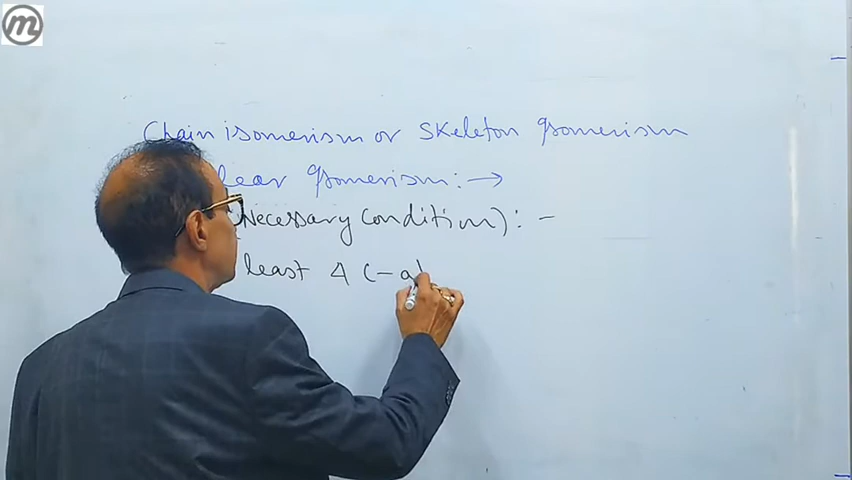 m
Chain isomerism or Skeleton Isomerism
lear Isomerism: →
(Necessary Condition): -
least 4 C-a